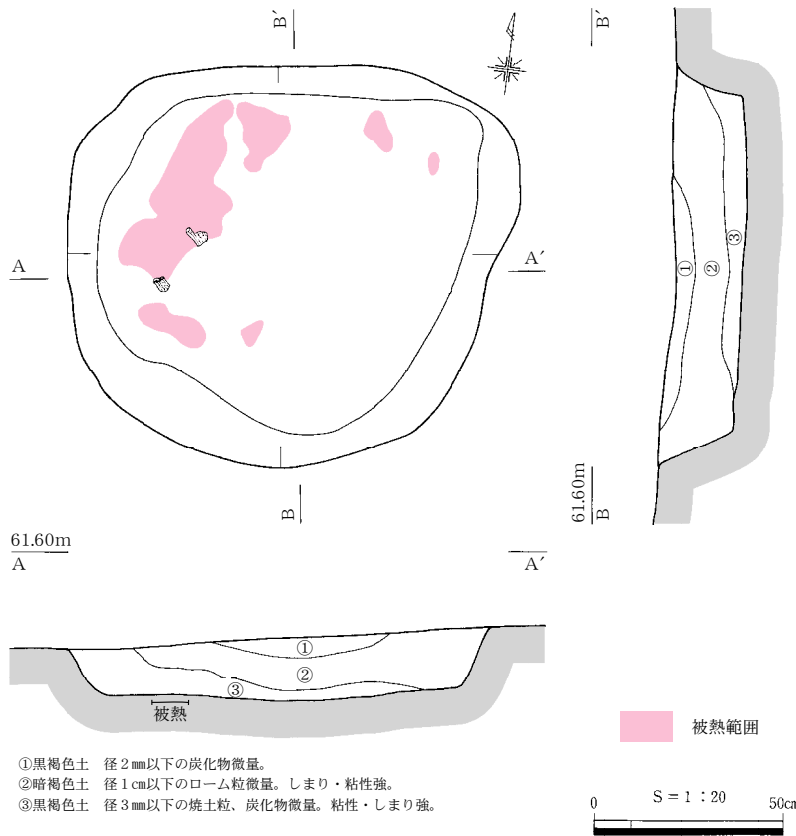 B′
B′
A
A′
①
②
③
B
61.60m
B
61.60m
A
A′
①
②
③
被熱
被熱範囲
①黒褐色土 径2㎜以下の炭化物微量。
②暗褐色土 径1㎝以下のローム粒微量。しまり・粘性強。
③黒褐色土 径3㎜以下の焼土粒、炭化物微量。粘性・しまり強。
0 S=1:20 50cm